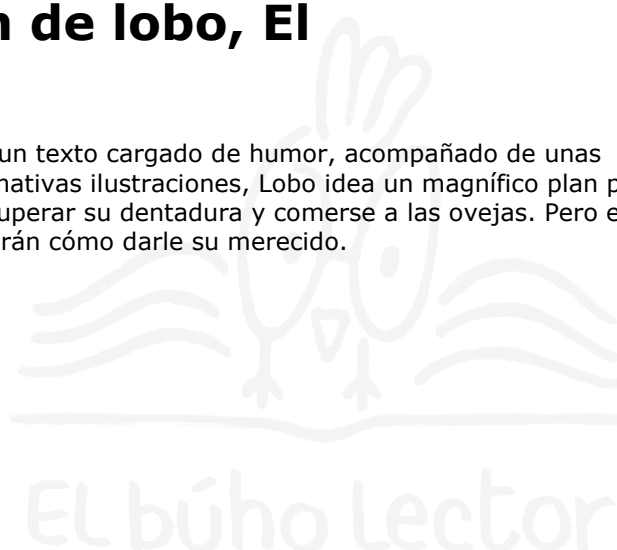 n de lobo, El
un texto cargado de humor, acompañado de unas
nativas ilustraciones, Lobo idea un magnífico plan p
uperar su dentadura y comerse a las ovejas. Pero e
rán cómo darle su merecido.
EL búho Lector